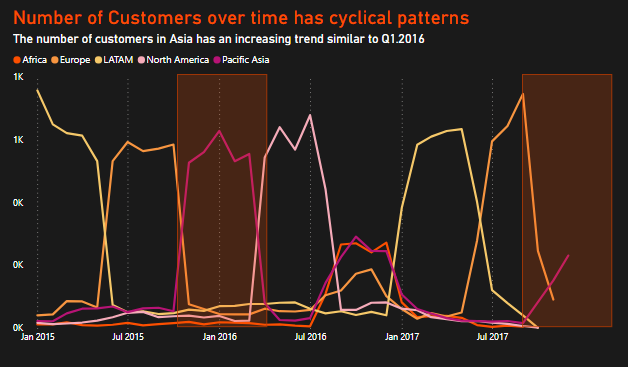 Number of Customers over time has cyclical patterns
The number of customers in Asia has an increasing trend similar to Q1.2016
Africa Europe LATAM North America Pacific Asia
1K
1K
0K
0K
0K
Jan 2015 Jul 2015 Jan 2016 Jul 2016 Jan 2017 Jul 2017